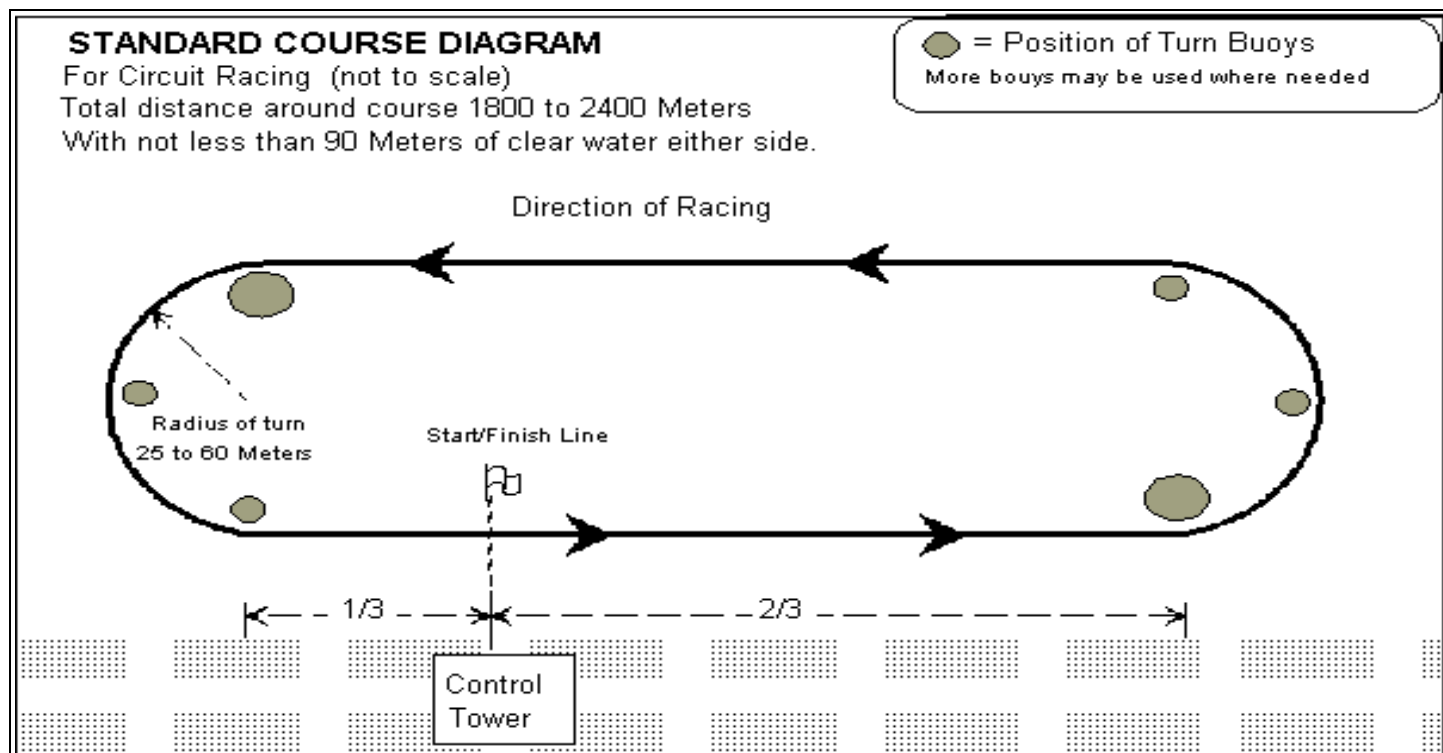 STANDARD COURSE DIAGRAM
For Circuit Racing (not to scale)
Total distance around course 1800 to 2400 Meters
With not less than 90 Meters of clear water either side.
= Position of Turn Buoys
More bouys may be used where needed
Direction of Racing
Radius of turn
25 to 60 Meters
Start/Finish Line
1/3
2/3
Control
Tower